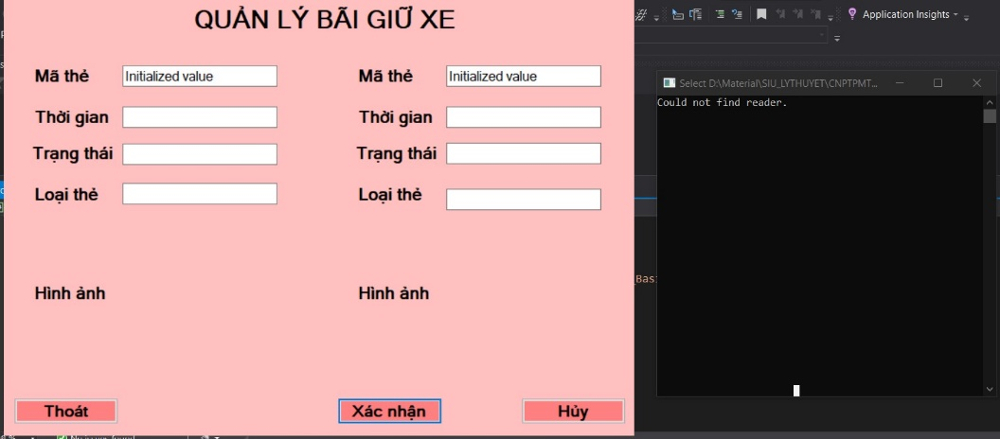 QUẢN LÝ BÃI GIỮ XE
Application Insights
Mã thẻ Initialized value Mã thẻ Initialized value
Select D:\Material\SIU_LYTHUYET\CNPTPMT...
Could not find reader.
Thời gian Thời gian
Trạng thái Trạng thái
Loại thẻ Loại thẻ
_Bas
Hình ảnh Hình ảnh
Thoát Xác nhận Hủy